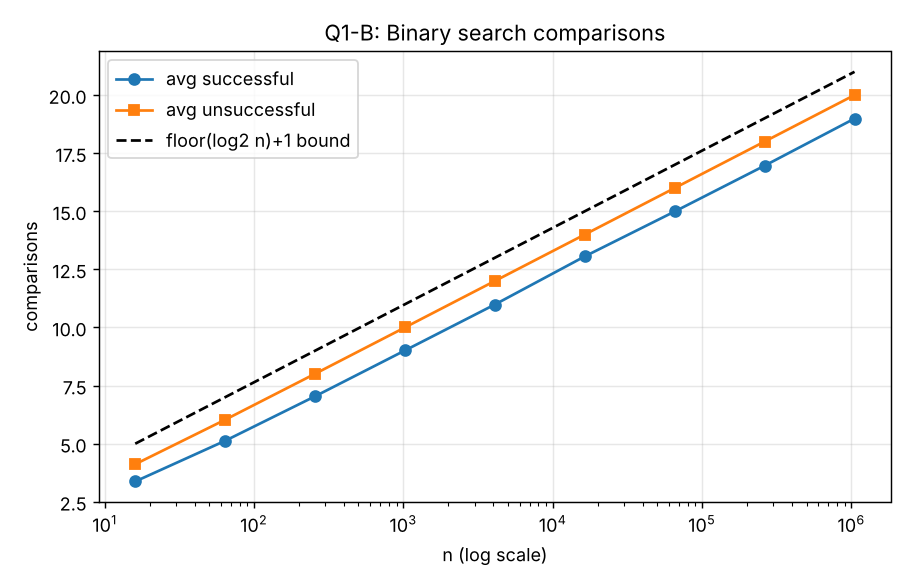 Q1-B: Binary search comparisons
avg successful
avg unsuccessful
floor(log2 n)+1 bound
comparisons
20.0
17.5
15.0
12.5
10.0
7.5
5.0
2.5
10¹ 10² 10³ 10⁴ 10⁵ 10⁶
n (log scale)